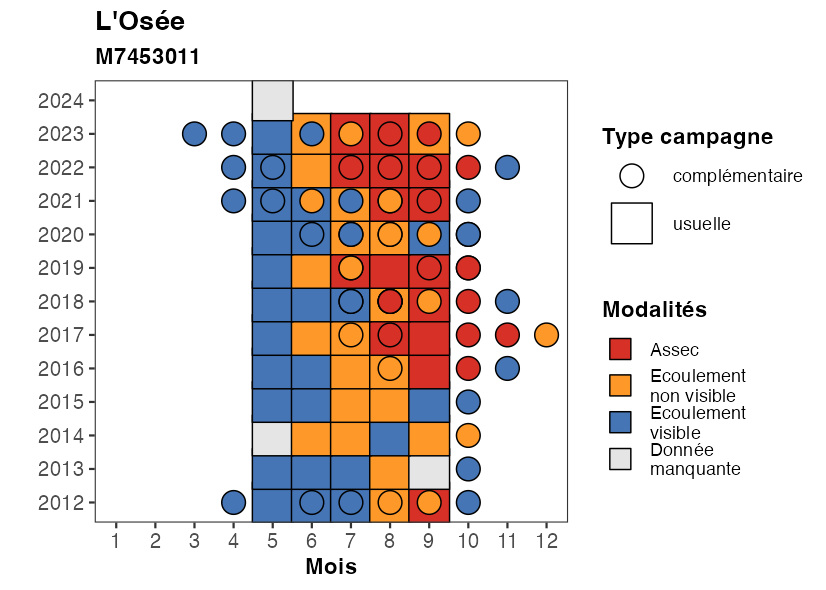 L'Osée
M7453011
2024
2023
2022
2021
2020
2019
2018
2017
2016
2015
2014
2013
2012
1 2 3 4 5 6 7 8 9 10 11 12
Mois
Type campagne
complémentaire
usuelle
Modalités
Assec
Ecoulement
non visible
Ecoulement
visible
Donnée
manquante